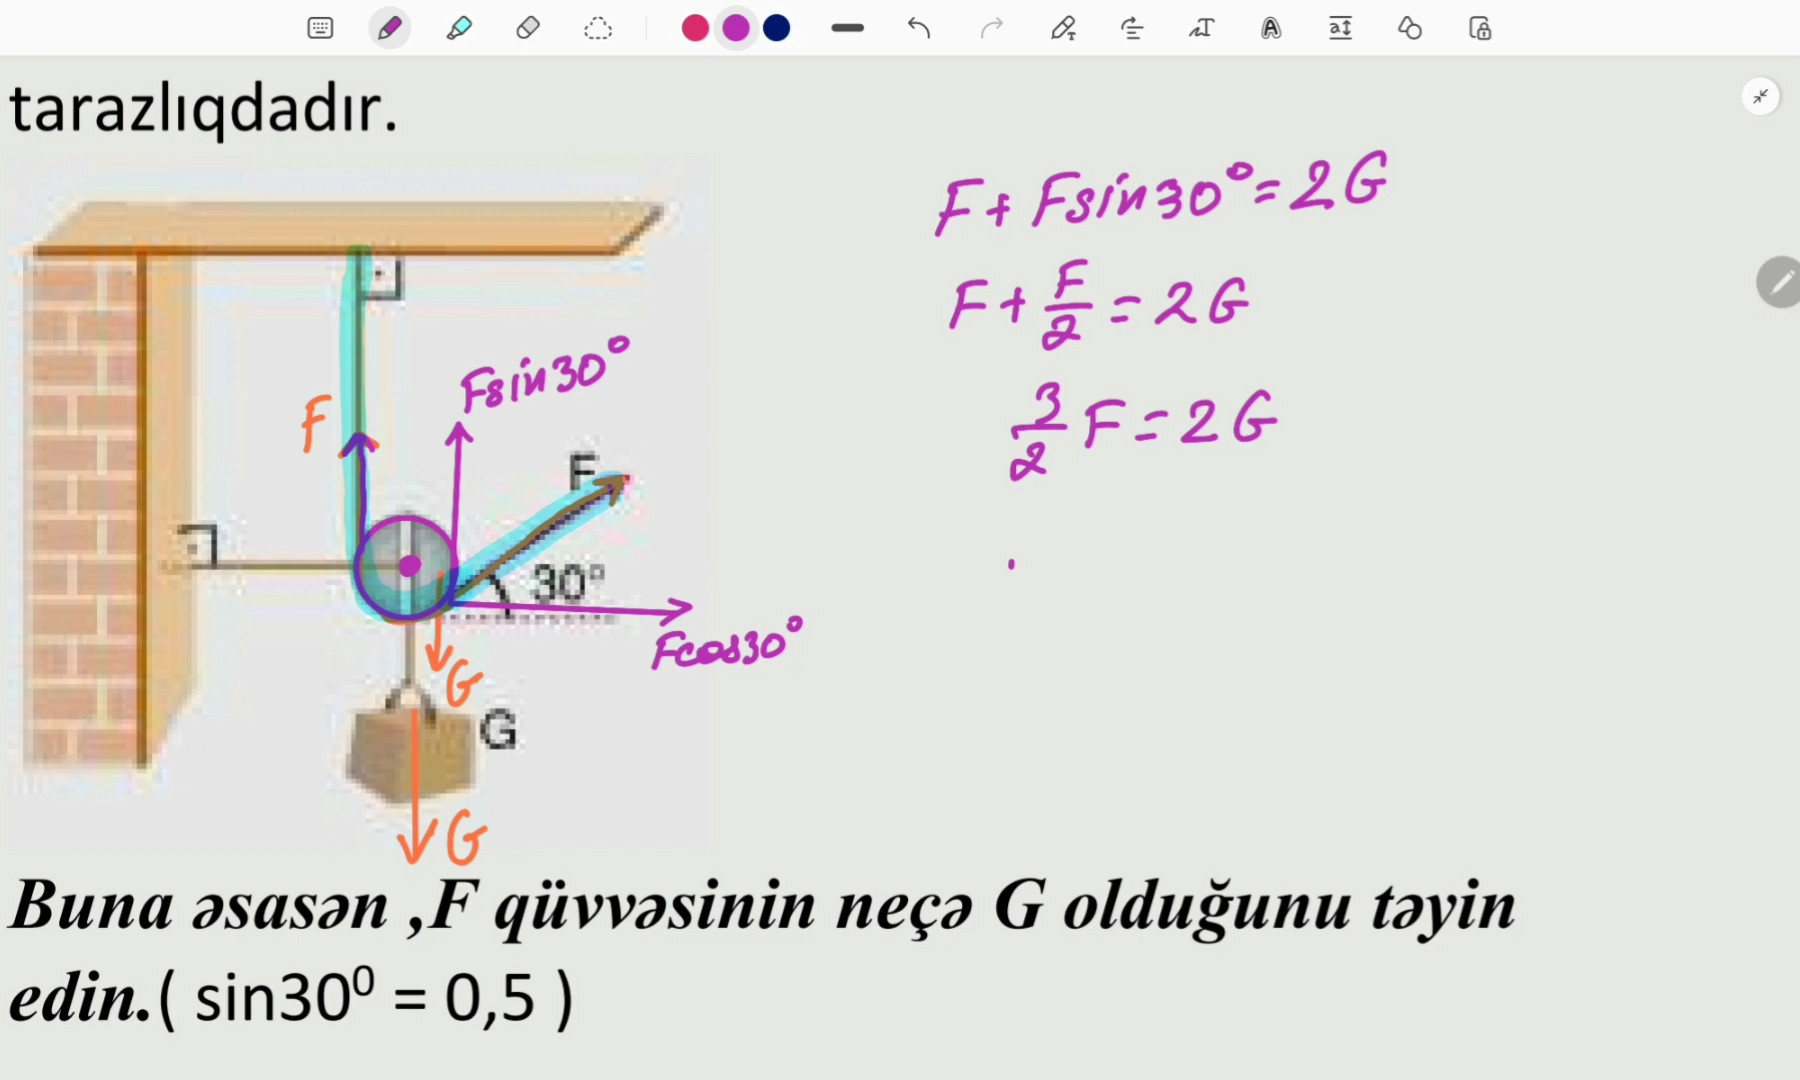 tarazlıqdadır.
F + Fsin30° = 2G
F + F/2 = 2G
3/2 F = 2G
Fsin30°
F
F
30°
Fcos30°
G
G
G
Buna əsasən ,F qüvvəsinin neçə G olduğunu təyin
edin.( sin30⁰ = 0,5 )